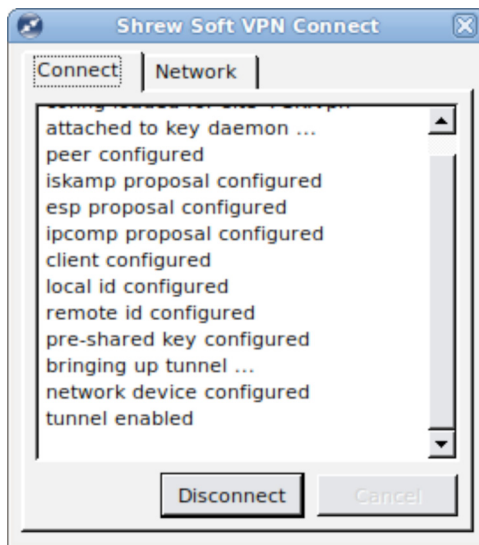 Shrew Soft VPN Connect
Connect
Network
attached to key daemon ...
peer configured
iskamp proposal configured
esp proposal configured
ipcomp proposal configured
client configured
local id configured
remote id configured
pre-shared key configured
bringing up tunnel ...
network device configured
tunnel enabled
Disconnect
Cancel